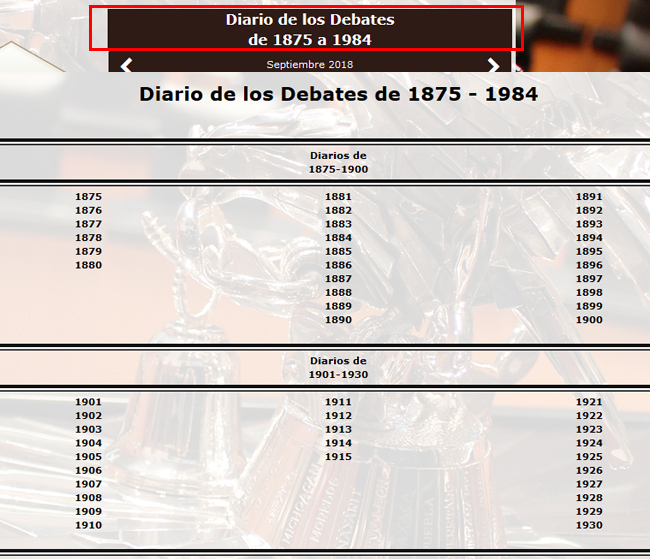 Diario de los Debates
de 1875 a 1984
Septiembre 2018
Diario de los Debates de 1875 - 1984
Diarios de
1875-1900
1875 1881 1891
1876 1882 1892
1877 1883 1893
1878 1884 1894
1879 1885 1895
1880 1886 1896
1887 1897
1888 1898
1889 1899
1890 1900
Diarios de
1901-1930
1901 1911 1921
1902 1912 1922
1903 1913 1923
1904 1914 1924
1905 1915 1925
1906 1926
1907 1927
1908 1928
1909 1929
1910 1930
MICHOACAN
MORELOS